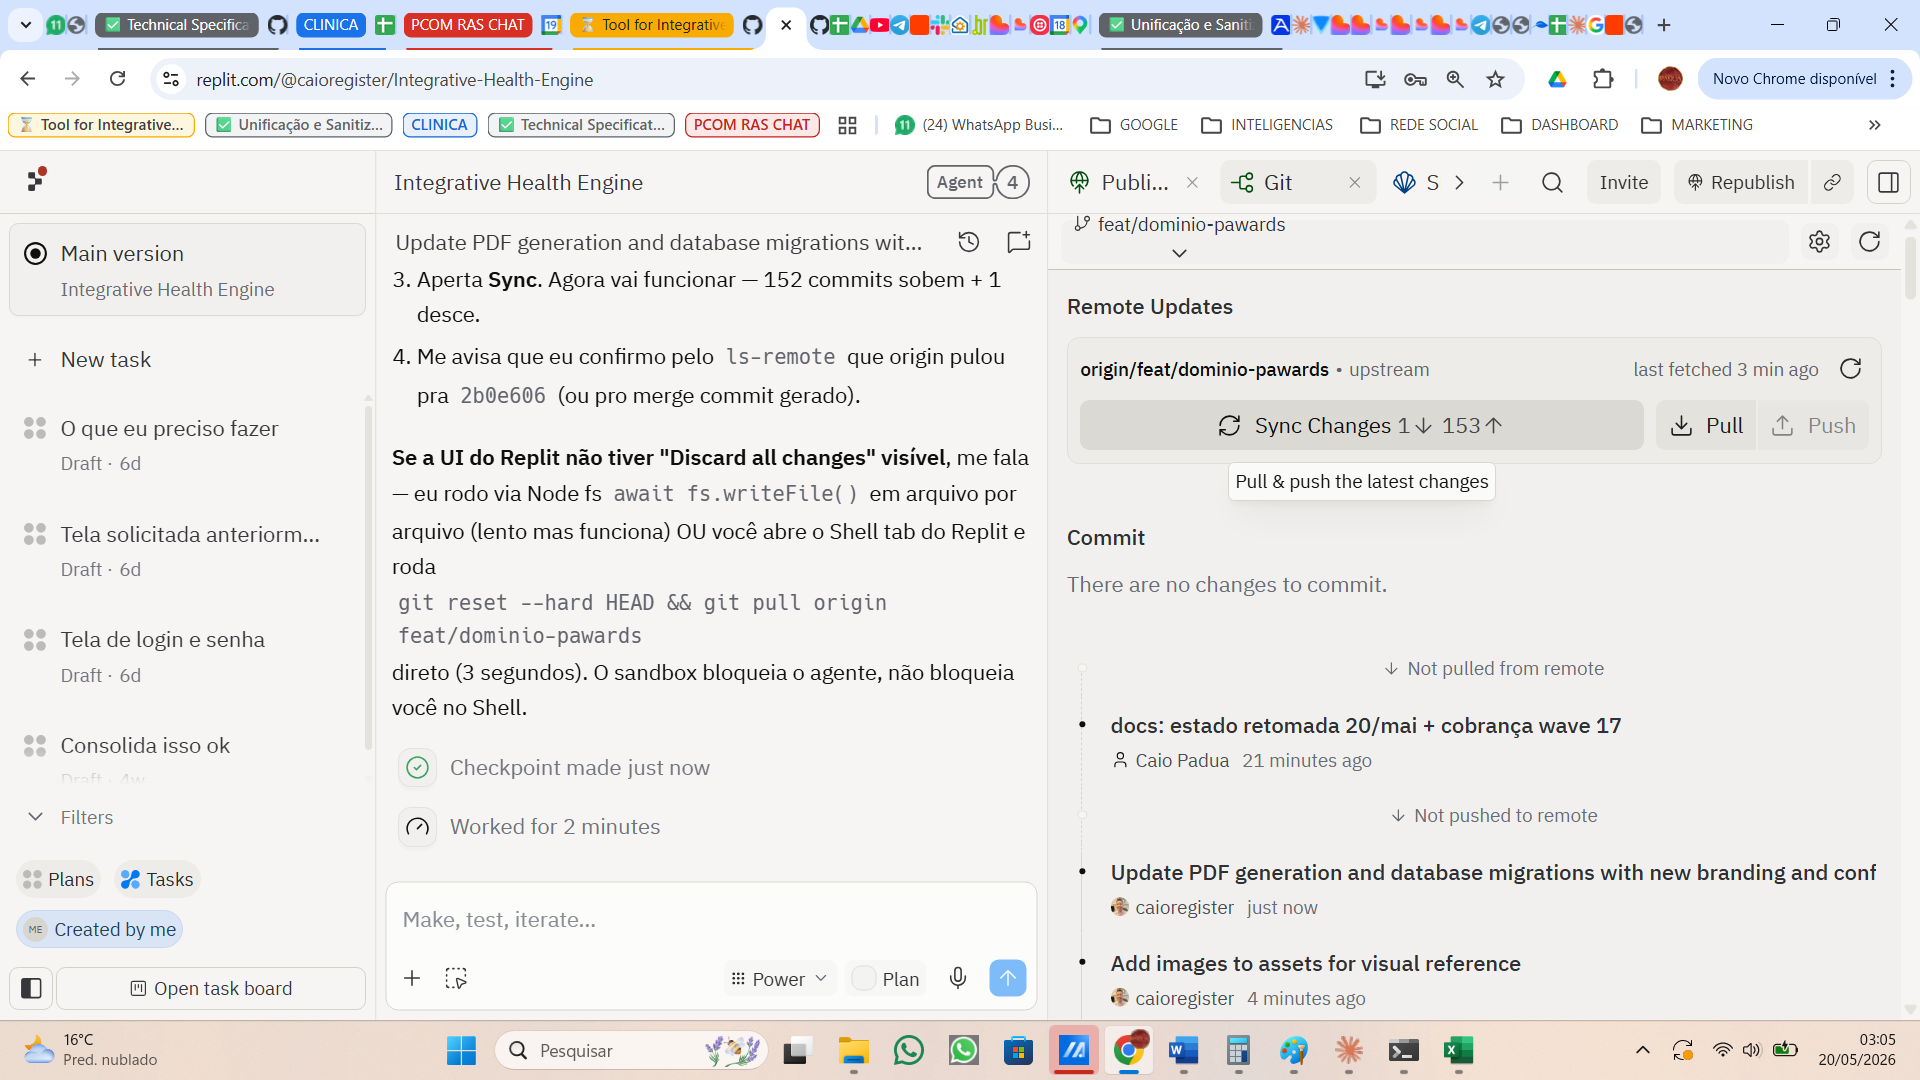 Technical Specifica
CLINICA
PCOM RAS CHAT
Tool for Integrative
Unificação e Saniti
replit.com/@caioregister/Integrative-Health-Engine
Novo Chrome disponível
Tool for Integrative...
Unificação e Sanitiz...
CLINICA
Technical Specificat...
PCOM RAS CHAT
11 (24) WhatsApp Busi...
GOOGLE
INTELIGENCIAS
REDE SOCIAL
DASHBOARD
MARKETING
Integrative Health Engine
Agent 4
Publi...
Git
S
Invite
Republish
Main version
Integrative Health Engine
New task
O que eu preciso fazer
Draft · 6d
Tela solicitada anteriorm...
Draft · 6d
Tela de login e senha
Draft · 6d
Consolida isso ok
Draft · 4w
Filters
Plans
Tasks
ME Created by me
Open task board
Update PDF generation and database migrations wit...
3. Aperta Sync. Agora vai funcionar — 152 commits sobem + 1
desce.
4. Me avisa que eu confirmo pelo ls-remote que origin pulou
pra 2b0e606 (ou pro merge commit gerado).
Se a UI do Replit não tiver "Discard all changes" visível, me fala
— eu rodo via Node fs await fs.writeFile() em arquivo por
arquivo (lento mas funciona) OU você abre o Shell tab do Replit e
roda
git reset --hard HEAD && git pull origin
feat/dominio-pawards
direto (3 segundos). O sandbox bloqueia o agente, não bloqueia
você no Shell.
Checkpoint made just now
Worked for 2 minutes
Make, test, iterate...
Power
Plan
feat/dominio-pawards
Remote Updates
origin/feat/dominio-pawards • upstream
last fetched 3 min ago
Sync Changes 1↓ 153↑
Pull
Push
Pull & push the latest changes
Commit
There are no changes to commit.
↓ Not pulled from remote
docs: estado retomada 20/mai + cobrança wave 17
Caio Padua 21 minutes ago
↓ Not pushed to remote
Update PDF generation and database migrations with new branding and conf
caioregister just now
Add images to assets for visual reference
caioregister 4 minutes ago
16°C
Pred. nublado
Pesquisar
03:05
20/05/2026